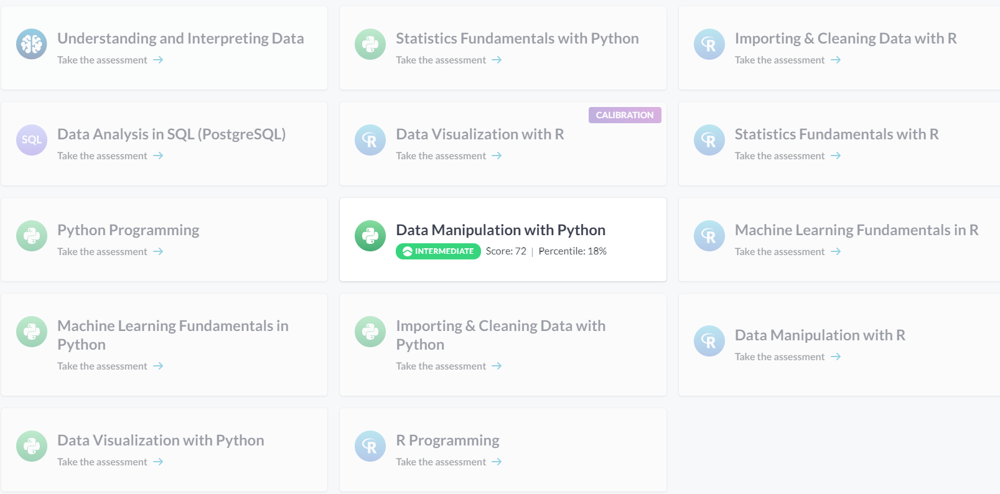 Understanding and Interpreting Data
Take the assessment
Statistics Fundamentals with Python
Take the assessment
Importing & Cleaning Data with R
Take the assessment
SQL
Data Analysis in SQL (PostgreSQL)
Take the assessment
CALIBRATION
Data Visualization with R
Take the assessment
Statistics Fundamentals with R
Take the assessment
Python Programming
Take the assessment
Data Manipulation with Python
INTERMEDIATE Score: 72 | Percentile: 18%
Machine Learning Fundamentals in R
Take the assessment
Machine Learning Fundamentals in
Python
Take the assessment
Importing & Cleaning Data with
Python
Take the assessment
Data Manipulation with R
Take the assessment
Data Visualization with Python
Take the assessment
R Programming
Take the assessment